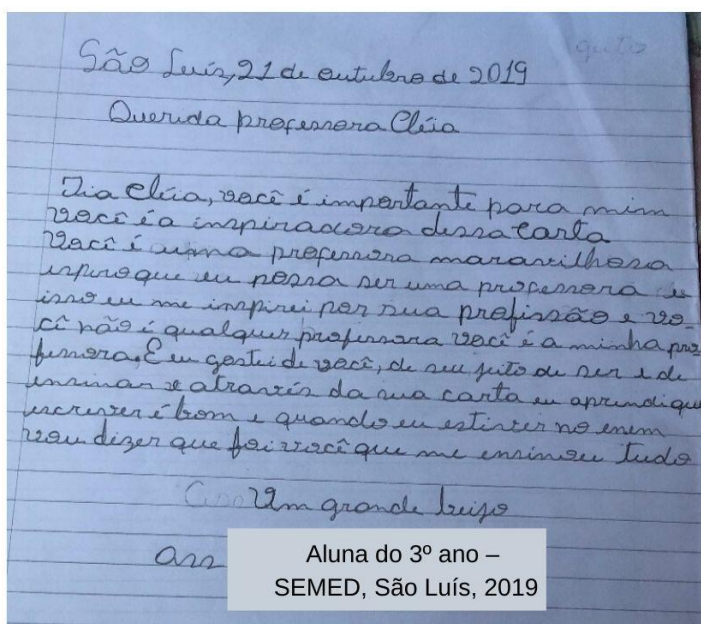 quto
São Luís, 21 de outubro de 2019
Querida professora Cléia
Tia Cléia, você é importante para mim
você é a inspiradora dessa carta
Você é uma professora maravilhosa
espero que eu possa ser uma professora
isso eu me inspirei por sua profissão e vo-
cê não é qualquer professora você é a minha pro
fessora. E eu gostei de você, de seu jeito de ser e de
ensinar e através da sua carta eu aprendi que
escrever é bom e quando eu estiver no enem
vou dizer que foi você que me ensinou tudo
Um grande beijo
Ass
Aluna do 3º ano –
SEMED, São Luís, 2019